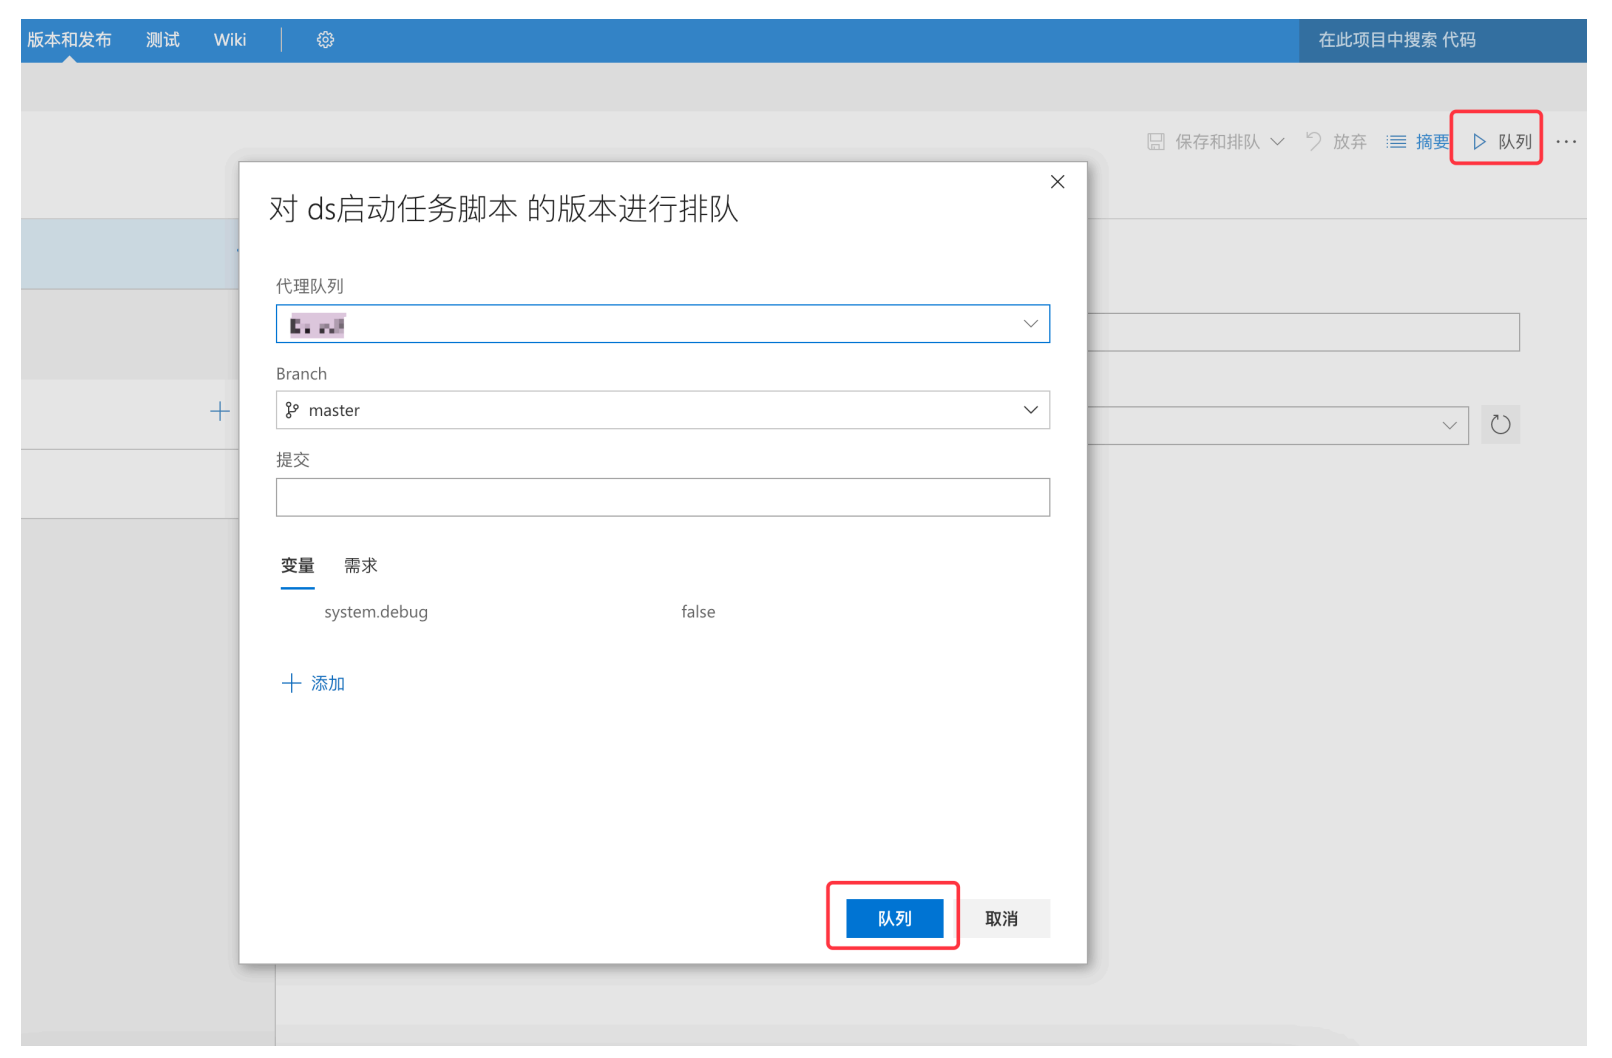 版本和发布 测试 Wiki 在此项目中搜索 代码
保存和排队 放弃 摘要 队列 ...
对 ds启动任务脚本 的版本进行排队
代理队列
Branch
master
提交
变量 需求
system.debug false
添加
队列 取消